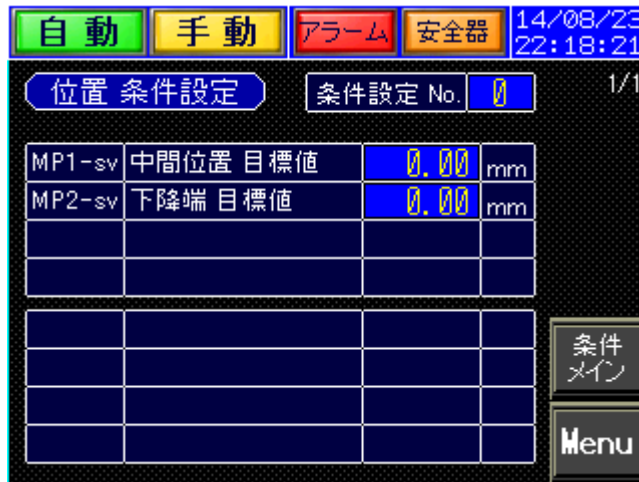 自動 手動 アラーム 安全器 14/08/23
22:18:21
位置 条件設定 条件設定 No. 0 1/1
MP1-sv 中間位置 目標値 0.00 mm
MP2-sv 下降端 目標値 0.00 mm
条件
メイン
Menu